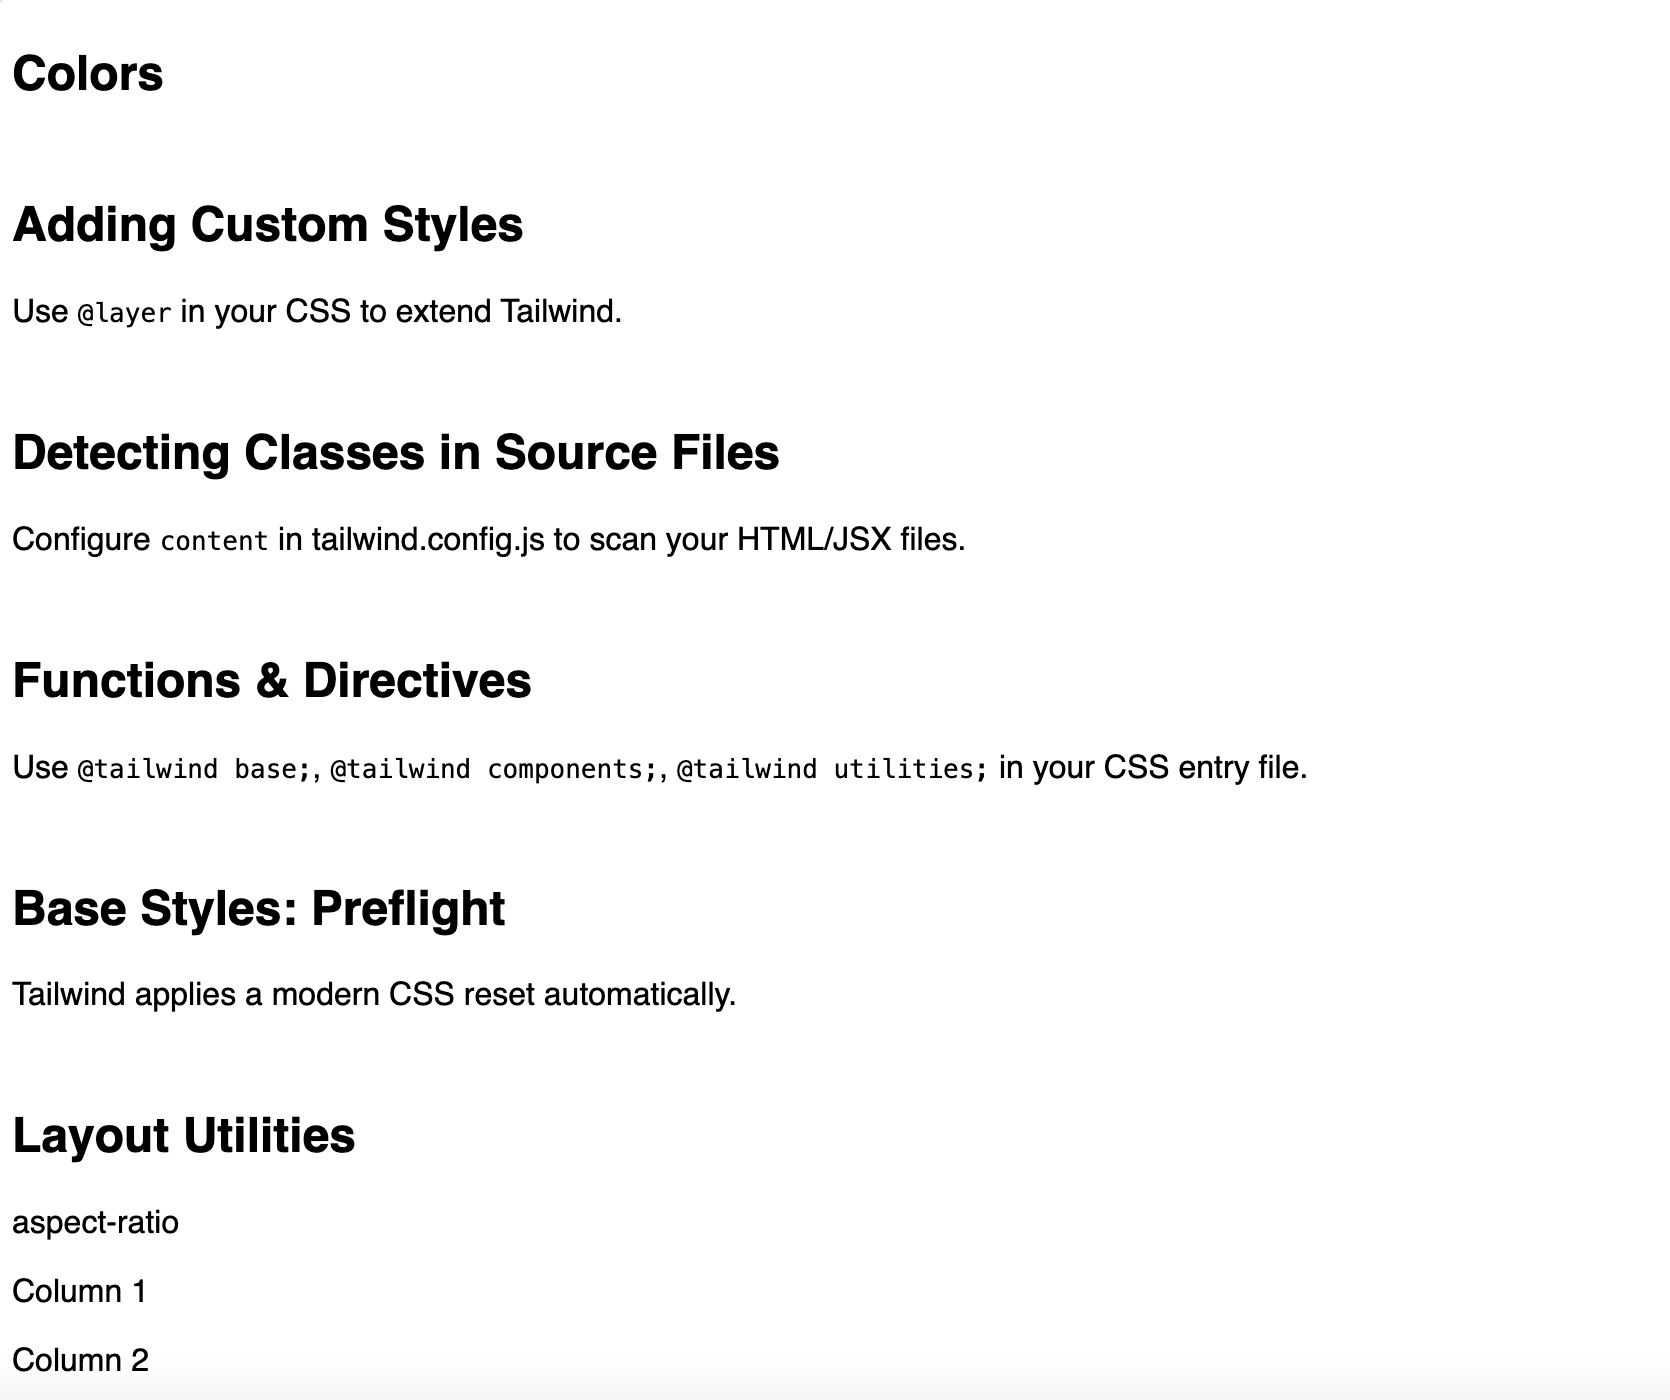 Colors
Adding Custom Styles
Use @layer in your CSS to extend Tailwind.
Detecting Classes in Source Files
Configure content in tailwind.config.js to scan your HTML/JSX files.
Functions & Directives
Use @tailwind base;, @tailwind components;, @tailwind utilities; in your CSS entry file.
Base Styles: Preflight
Tailwind applies a modern CSS reset automatically.
Layout Utilities
aspect-ratio
Column 1
Column 2